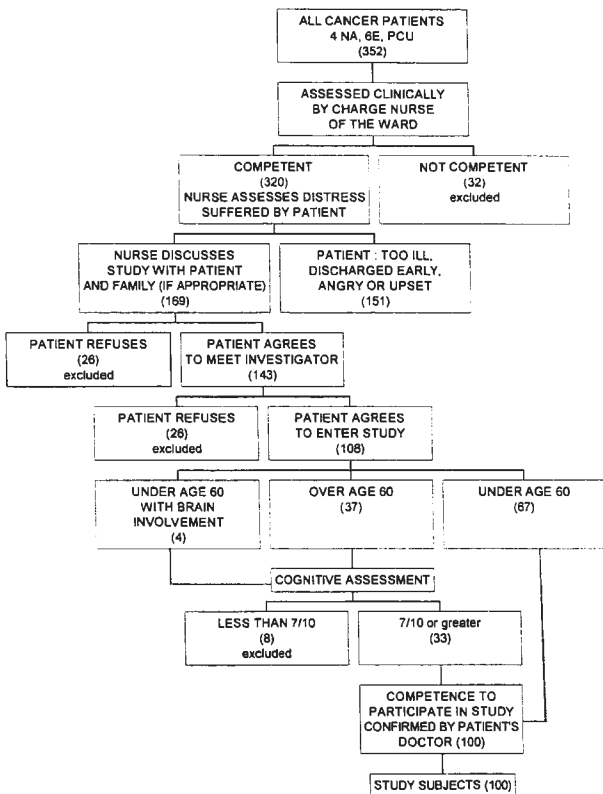 ALL CANCER PATIENTS
4 NA, 6E, PCU
(352)
ASSESSED CLINICALLY
BY CHARGE NURSE
OF THE WARD
COMPETENT
(320)
NURSE ASSESSES DISTRESS
SUFFERED BY PATIENT
NOT COMPETENT
(32)
excluded
NURSE DISCUSSES
STUDY WITH PATIENT
AND FAMILY (IF APPROPRIATE)
(169)
PATIENT : TOO ILL,
DISCHARGED EARLY,
ANGRY OR UPSET
(151)
PATIENT REFUSES
(26)
excluded
PATIENT AGREES
TO MEET INVESTIGATOR
(143)
PATIENT REFUSES
(26)
excluded
PATIENT AGREES
TO ENTER STUDY
(108)
UNDER AGE 60
WITH BRAIN
INVOLVEMENT
(4)
OVER AGE 60
(37)
UNDER AGE 60
(67)
COGNITIVE ASSESSMENT
LESS THAN 7/10
(8)
excluded
7/10 or greater
(33)
COMPETENCE TO
PARTICIPATE IN STUDY
CONFIRMED BY PATIENT'S
DOCTOR (100)
STUDY SUBJECTS (100)